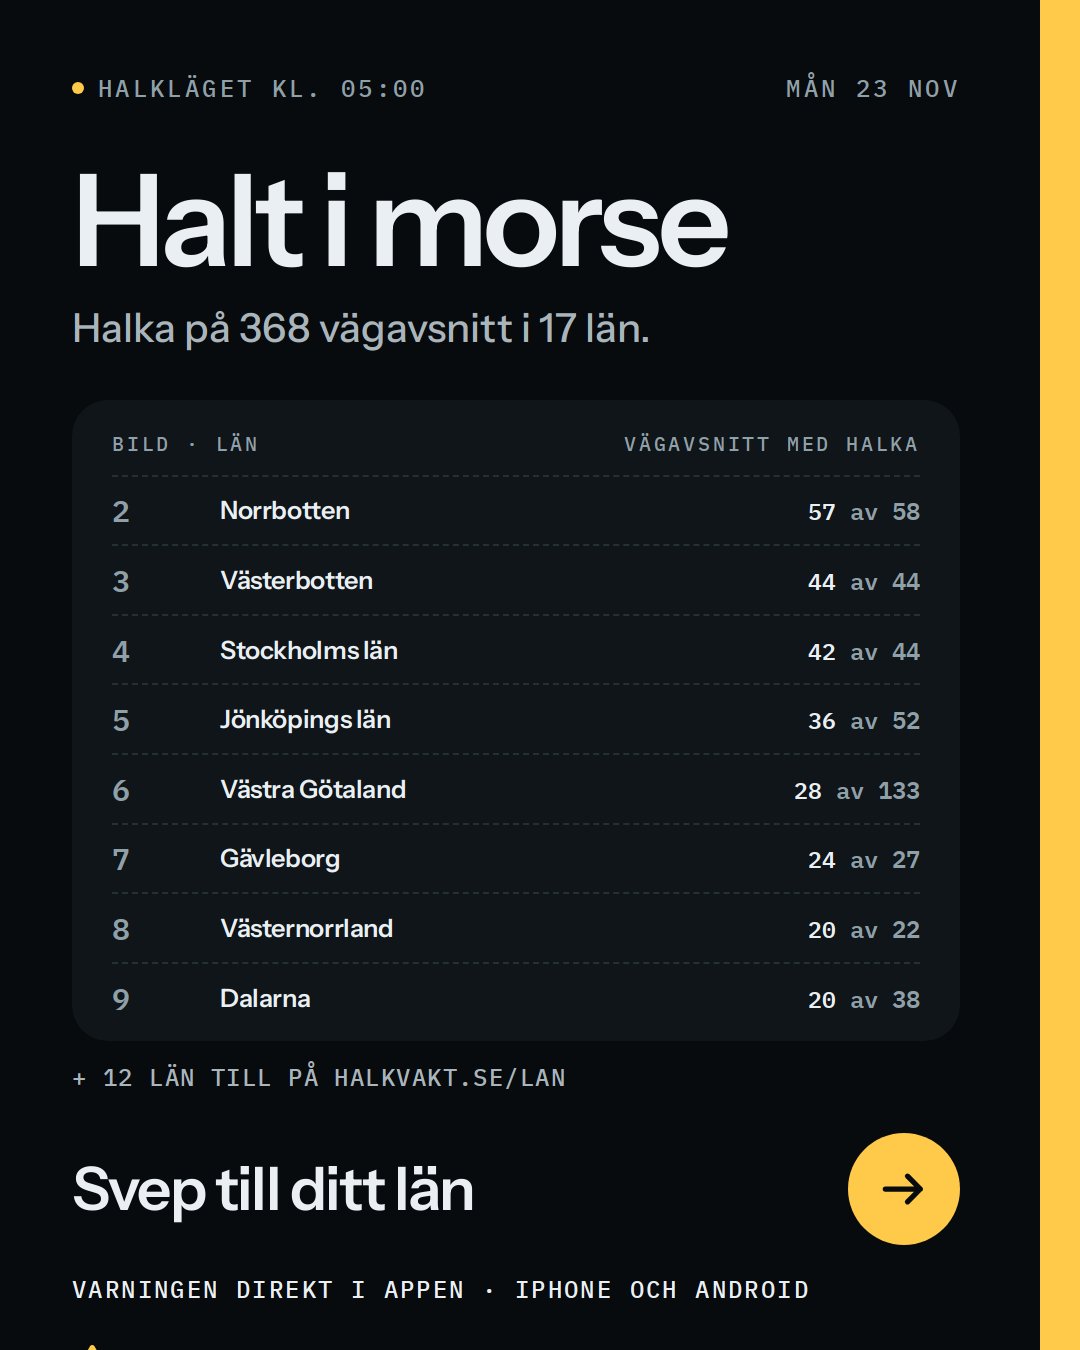 HALKLÄGET KL. 05:00 MÅN 23 NOV
Halt i morse
Halka på 368 vägavsnitt i 17 län.
BILD · LÄN VÄGAVSNITT MED HALKA
2 Norrbotten 57 av 58
3 Västerbotten 44 av 44
4 Stockholms län 42 av 44
5 Jönköpings län 36 av 52
6 Västra Götaland 28 av 133
7 Gävleborg 24 av 27
8 Västernorrland 20 av 22
9 Dalarna 20 av 38
+ 12 LÄN TILL PÅ HALKVAKT.SE/LAN
Svep till ditt län
VARNINGEN DIREKT I APPEN · IPHONE OCH ANDROID